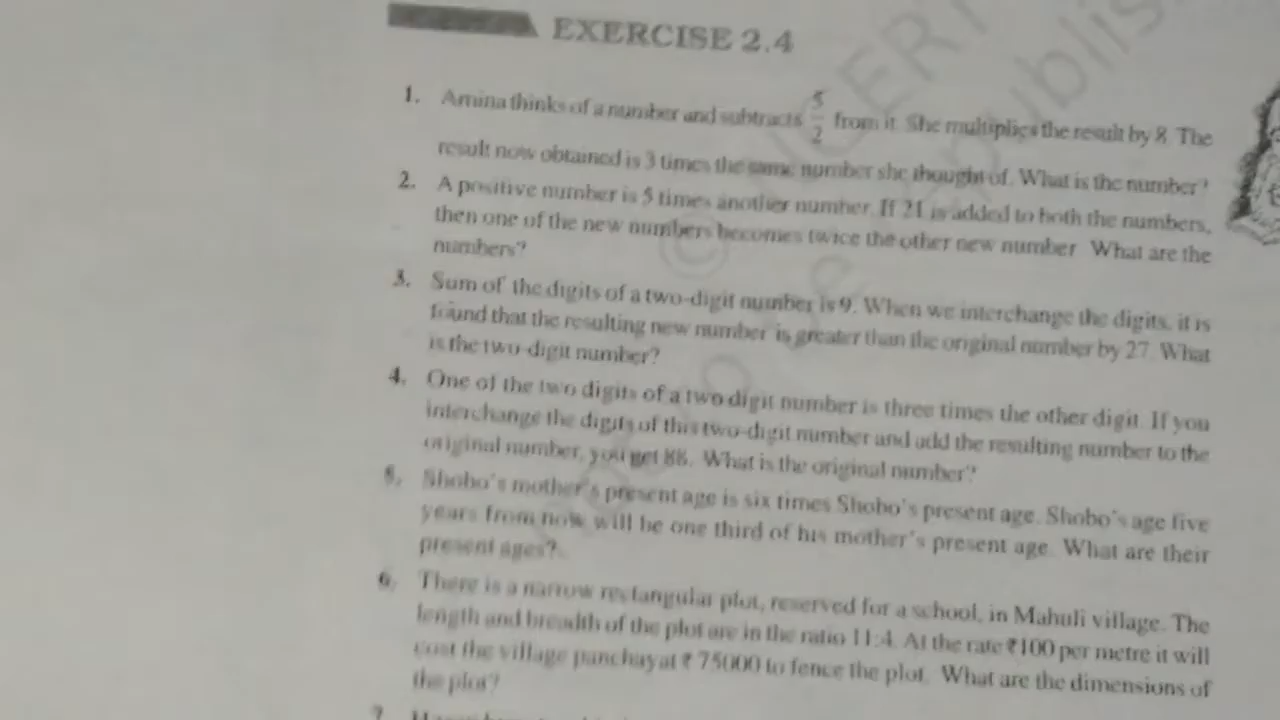 EXERCISE 2.4
1. Amina thinks of a number and subtracts 5/2 from it. She multiplies the result by 8. The
result now obtained is 3 times the same number she thought of. What is the number?
2. A positive number is 5 times another number. If 21 is added to both the numbers,
then one of the new numbers becomes twice the other new number. What are the
numbers?
3. Sum of the digits of a two-digit number is 9. When we interchange the digits, it is
found that the resulting new number is greater than the original number by 27. What
is the two-digit number?
4. One of the two digits of a two digit number is three times the other digit. If you
interchange the digits of this two-digit number and add the resulting number to the
original number, you get 88. What is the original number?
5. Shobo's mother's present age is six times Shobo's present age. Shobo's age five
years from now will be one third of his mother's present age. What are their
present ages?
6. There is a narrow rectangular plot, reserved for a school, in Mahuli village. The
length and breadth of the plot are in the ratio 11:4. At the rate ₹100 per metre it will
cost the village panchayat ₹ 75000 to fence the plot. What are the dimensions of
the plot?
7.